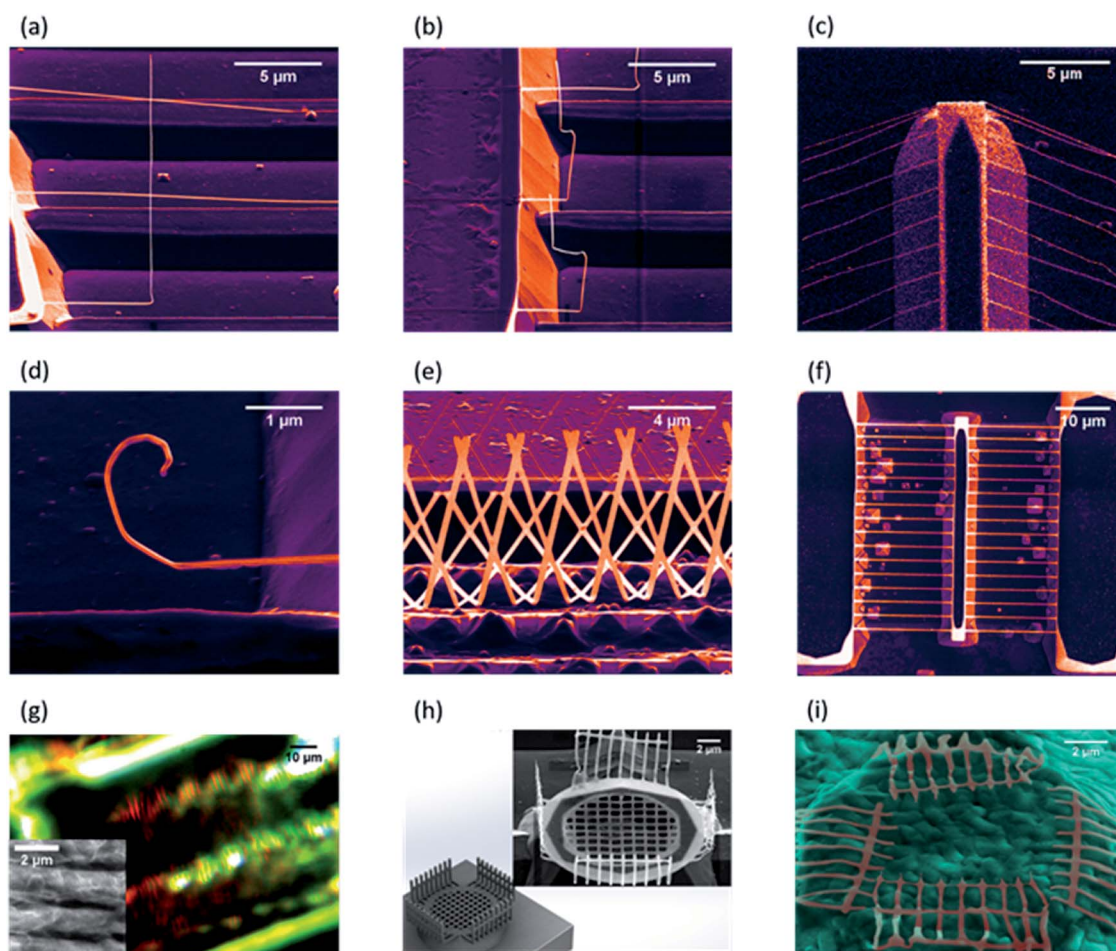 (a)
5 µm
(b)
5 µm
(c)
5 µm
(d)
1 µm
(e)
4 µm
(f)
10 µm
(g)
10 µm
2 µm
(h)
2 µm
(i)
2 µm